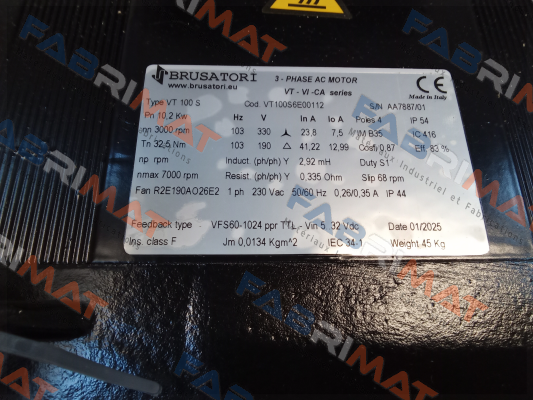 BRUSATORI
www.brusatori.eu
3 - PHASE AC MOTOR
VT - VI -CA series
CE
Made in Italy
Type VT 100 S Cod. VT100S6E00112 S/N AA7887/01
Pn 10,2 Kw Hz V In A Io A Poles 4 IP 54
nn 3000 rpm 103 330 23,8 7,5 IM B35 IC 416
Tn 32,5 Nm 103 190 41,22 12,99 Cosfi 0,87 Eff. 83 %
np rpm Induct. (ph/ph) Y 2,92 mH Duty S1
nmax 7000 rpm Resist. (ph/ph) Y 0,335 Ohm Slip 68 rpm
Fan R2E190AO26E2 1 ph 230 Vac 50/60 Hz 0,26/0,35 A IP 44
Feedback type VFS60-1024 ppr TTL - Vin 5..32 Vdc Date 01/2025
Ins. class F Jm 0,0134 Kgm^2 IEC 34-1 Weight 45 Kg
FABRIMAT